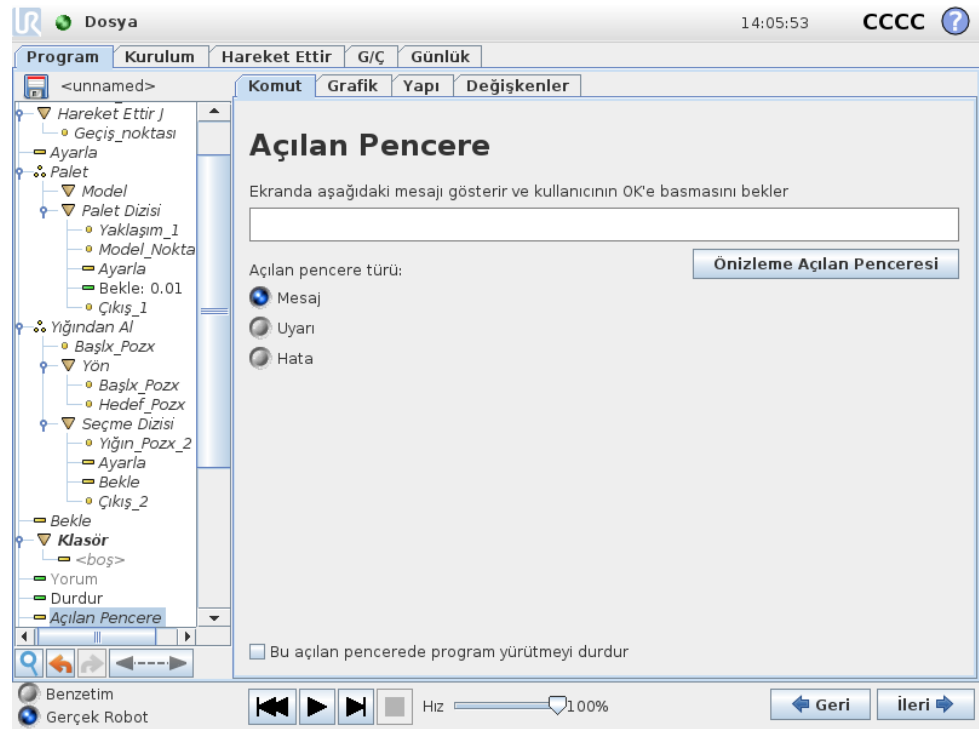 UR Dosya 14:05:53 CCCC ?
Program Kurulum Hareket Ettir G/Ç Günlük
<unnamed>
Komut Grafik Yapı Değişkenler
Hareket Ettir J
Geçiş_noktası
Ayarla
Palet
Model
Palet Dizisi
Yaklaşım_1
Model_Nokta
Ayarla
Bekle: 0.01
Çıkış_1
Yığından Al
Başlx_Pozx
Yön
Başlx_Pozx
Hedef_Pozx
Seçme Dizisi
Yığın_Pozx_2
Ayarla
Bekle
Çıkış_2
Bekle
Klasör
<boş>
Yorum
Durdur
Açılan Pencere
Açılan Pencere
Ekranda aşağıdaki mesajı gösterir ve kullanıcının OK'e basmasını bekler
Önizleme Açılan Penceresi
Açılan pencere türü:
Mesaj
Uyarı
Hata
Bu açılan pencerede program yürütmeyi durdur
Benzetim
Gerçek Robot
Hız 100%
Geri İleri